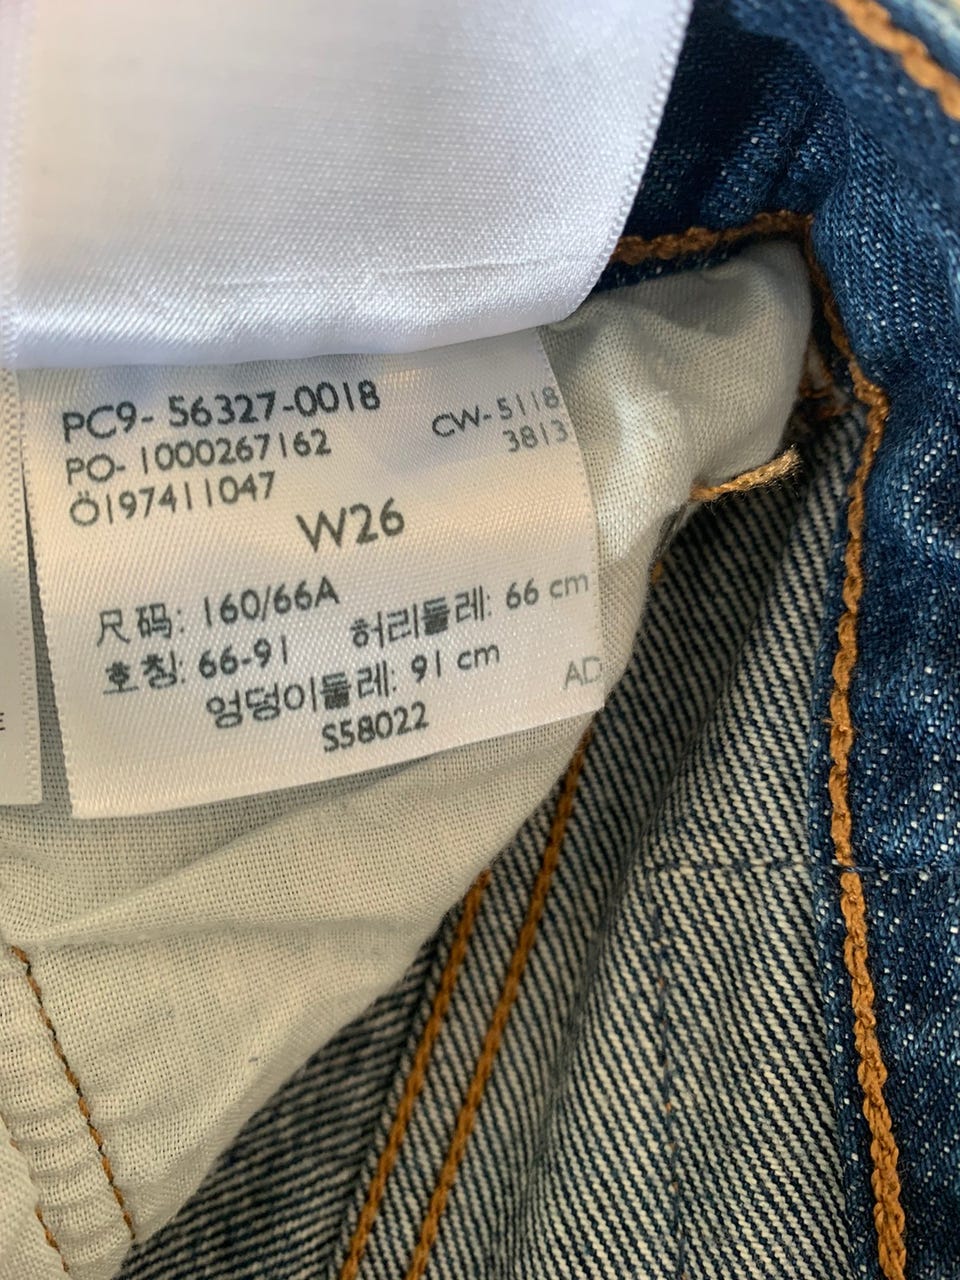 PC9- 56327-0018
CW- 5118
3813
PO- 1000267162
Ö197411047
W26
尺码: 160/66A
호칭: 66-91
허리둘레: 66 cm
엉덩이둘레: 91 cm
AD
S58022
E